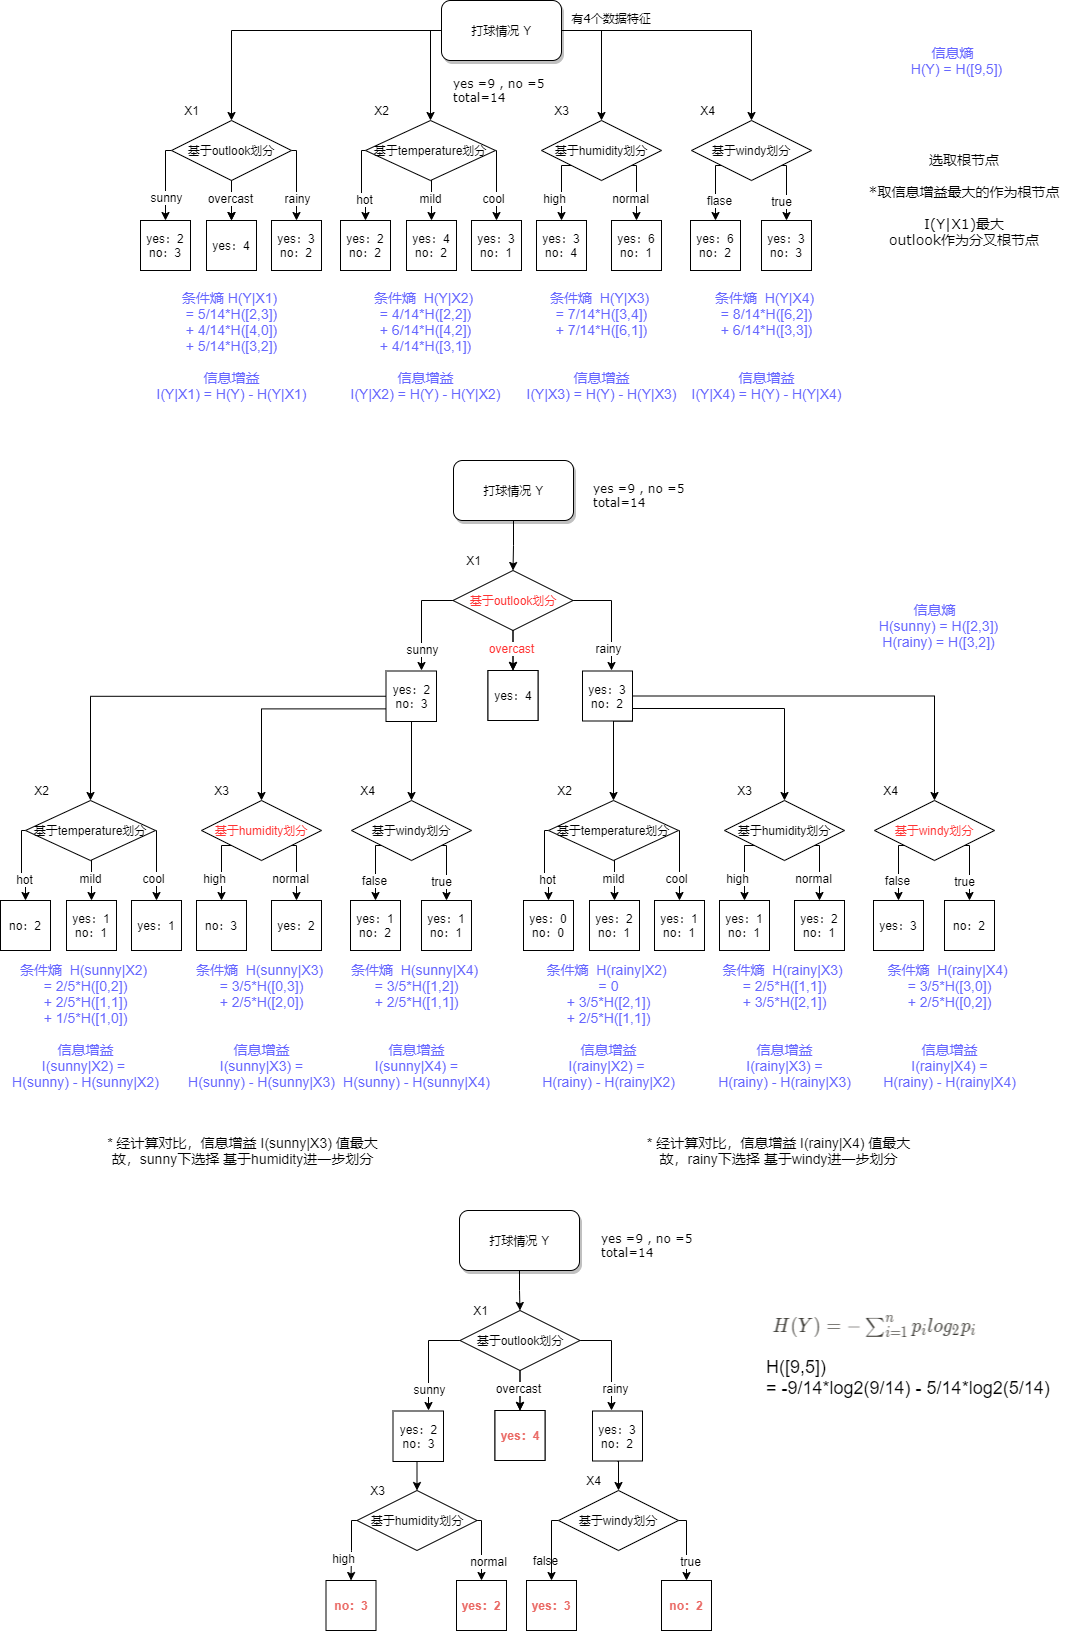 打球情况 Y
有4个数据特征
yes =9 , no =5
total=14
信息熵
H(Y) = H([9,5])
X1
X2
X3
X4
基于outlook划分
基于temperature划分
基于humidity划分
基于windy划分
选取根节点
*取信息增益最大的作为根节点
I(Y|X1)最大
outlook作为分叉根节点
sunny
overcast
rainy
hot
mild
cool
high
normal
flase
true
yes: 2
no: 3
yes: 4
yes: 3
no: 2
yes: 2
no: 2
yes: 4
no: 2
yes: 3
no: 1
yes: 3
no: 4
yes: 6
no: 1
yes: 6
no: 2
yes: 3
no: 3
条件熵 H(Y|X1)
= 5/14*H([2,3])
+ 4/14*H([4,0])
+ 5/14*H([3,2])
信息增益
I(Y|X1) = H(Y) - H(Y|X1)
条件熵 H(Y|X2)
= 4/14*H([2,2])
+ 6/14*H([4,2])
+ 4/14*H([3,1])
信息增益
I(Y|X2) = H(Y) - H(Y|X2)
条件熵 H(Y|X3)
= 7/14*H([3,4])
+ 7/14*H([6,1])
信息增益
I(Y|X3) = H(Y) - H(Y|X3)
条件熵 H(Y|X4)
= 8/14*H([6,2])
+ 6/14*H([3,3])
信息增益
I(Y|X4) = H(Y) - H(Y|X4)
打球情况 Y
yes =9 , no =5
total=14
X1
基于outlook划分
信息熵
H(sunny) = H([2,3])
H(rainy) = H([3,2])
sunny
overcast
rainy
yes: 2
no: 3
yes: 4
yes: 3
no: 2
X2
X3
X4
X2
X3
X4
基于temperature划分
基于humidity划分
基于windy划分
基于temperature划分
基于humidity划分
基于windy划分
hot
mild
cool
high
normal
false
true
hot
mild
cool
high
normal
false
true
no: 2
yes: 1
no: 1
yes: 1
no: 3
yes: 2
yes: 1
no: 2
yes: 1
no: 1
yes: 0
no: 0
yes: 2
no: 1
yes: 1
no: 1
yes: 1
no: 1
yes: 2
no: 1
yes: 3
no: 2
条件熵 H(sunny|X2)
= 2/5*H([0,2])
+ 2/5*H([1,1])
+ 1/5*H([1,0])
信息增益
I(sunny|X2) =
H(sunny) - H(sunny|X2)
条件熵 H(sunny|X3)
= 3/5*H([0,3])
+ 2/5*H([2,0])
信息增益
I(sunny|X3) =
H(sunny) - H(sunny|X3)
条件熵 H(sunny|X4)
= 3/5*H([1,2])
+ 2/5*H([1,1])
信息增益
I(sunny|X4) =
H(sunny) - H(sunny|X4)
条件熵 H(rainy|X2)
= 0
+ 3/5*H([2,1])
+ 2/5*H([1,1])
信息增益
I(rainy|X2) =
H(rainy) - H(rainy|X2)
条件熵 H(rainy|X3)
= 2/5*H([1,1])
+ 3/5*H([2,1])
信息增益
I(rainy|X3) =
H(rainy) - H(rainy|X3)
条件熵 H(rainy|X4)
= 3/5*H([3,0])
+ 2/5*H([0,2])
信息增益
I(rainy|X4) =
H(rainy) - H(rainy|X4)
* 经计算对比，信息增益 I(sunny|X3) 值最大
故，sunny下选择 基于humidity进一步划分
* 经计算对比，信息增益 I(rainy|X4) 值最大
故，rainy下选择 基于windy进一步划分
打球情况 Y
yes =9 , no =5
total=14
X1
基于outlook划分
H(Y) = −∑ⁿᵢ₌₁ pᵢlog₂pᵢ
H([9,5])
= -9/14*log2(9/14) - 5/14*log2(5/14)
sunny
overcast
rainy
yes: 2
no: 3
yes: 4
yes: 3
no: 2
X3
X4
基于humidity划分
基于windy划分
high
normal
false
true
no: 3
yes: 2
yes: 3
no: 2